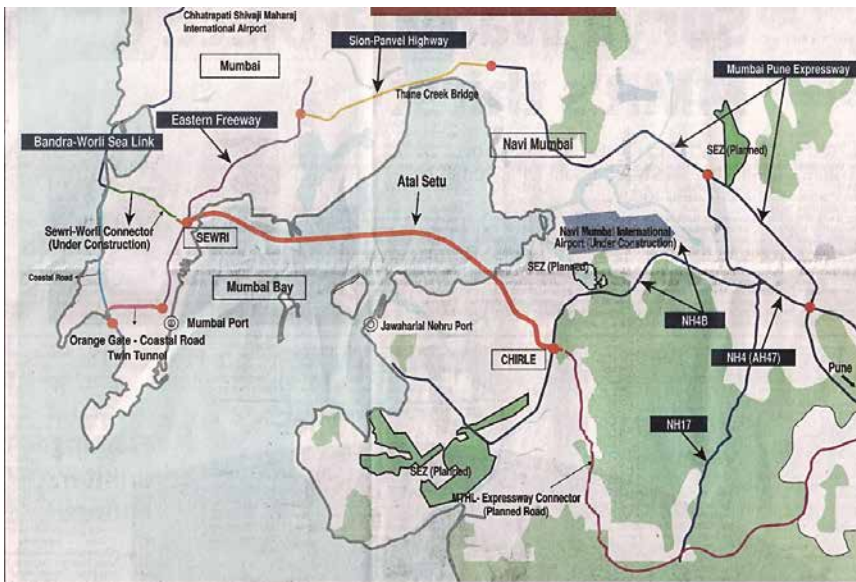 Chhatrapati Shivaji Maharaj
International Airport
Mumbai
Sion-Panvel Highway
Thane Creek Bridge
Mumbai Pune Expressway
Eastern Freeway
Bandra-Worli Sea Link
Navi Mumbai
SEZ (Planned)
Atal Setu
Sewri-Worli Connector
(Under Construction)
SEWRI
Navi Mumbai International
Airport (Under Construction)
SEZ (Planned)
Coastal Road
Mumbai Bay
Mumbai Port
Jawaharlal Nehru Port
NH4B
Orange Gate - Coastal Road
Twin Tunnel
CHIRLE
NH4 (AH47)
Pune
NH17
SEZ (Planned)
MTHL- Expressway Connector
(Planned Road)